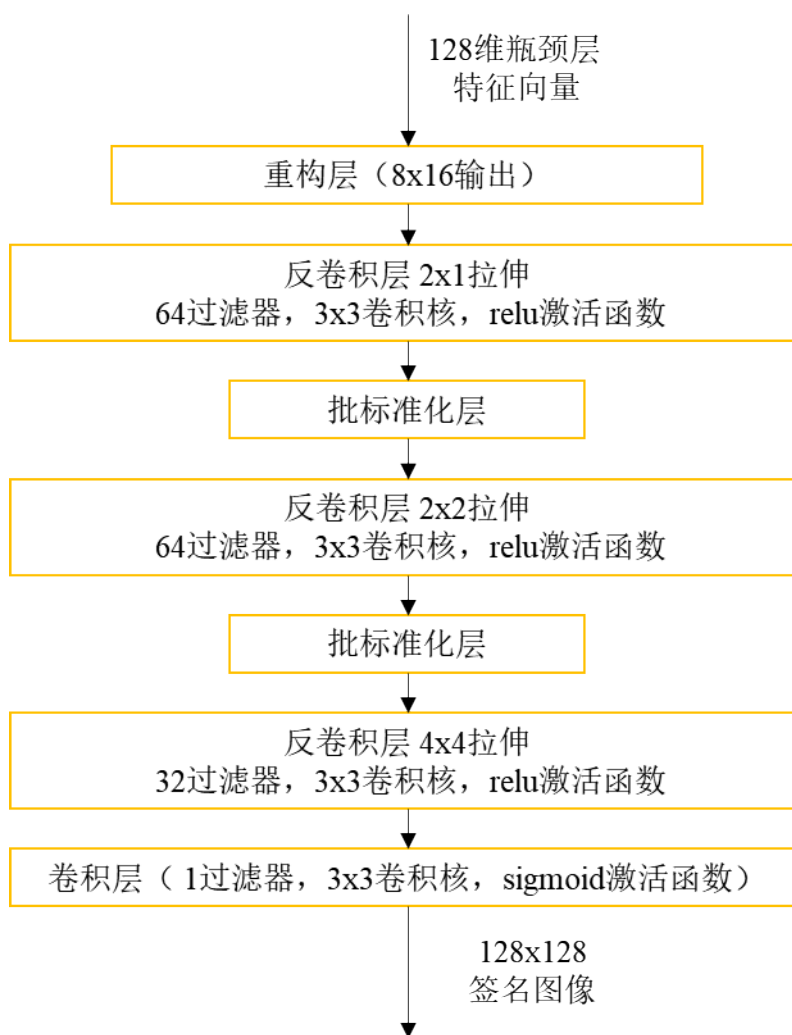 128维瓶颈层
特征向量
重构层（8x16输出）
反卷积层 2x1拉伸
64过滤器，3x3卷积核，relu激活函数
批标准化层
反卷积层 2x2拉伸
64过滤器，3x3卷积核，relu激活函数
批标准化层
反卷积层 4x4拉伸
32过滤器，3x3卷积核，relu激活函数
卷积层（ 1过滤器，3x3卷积核，sigmoid激活函数）
128x128
签名图像